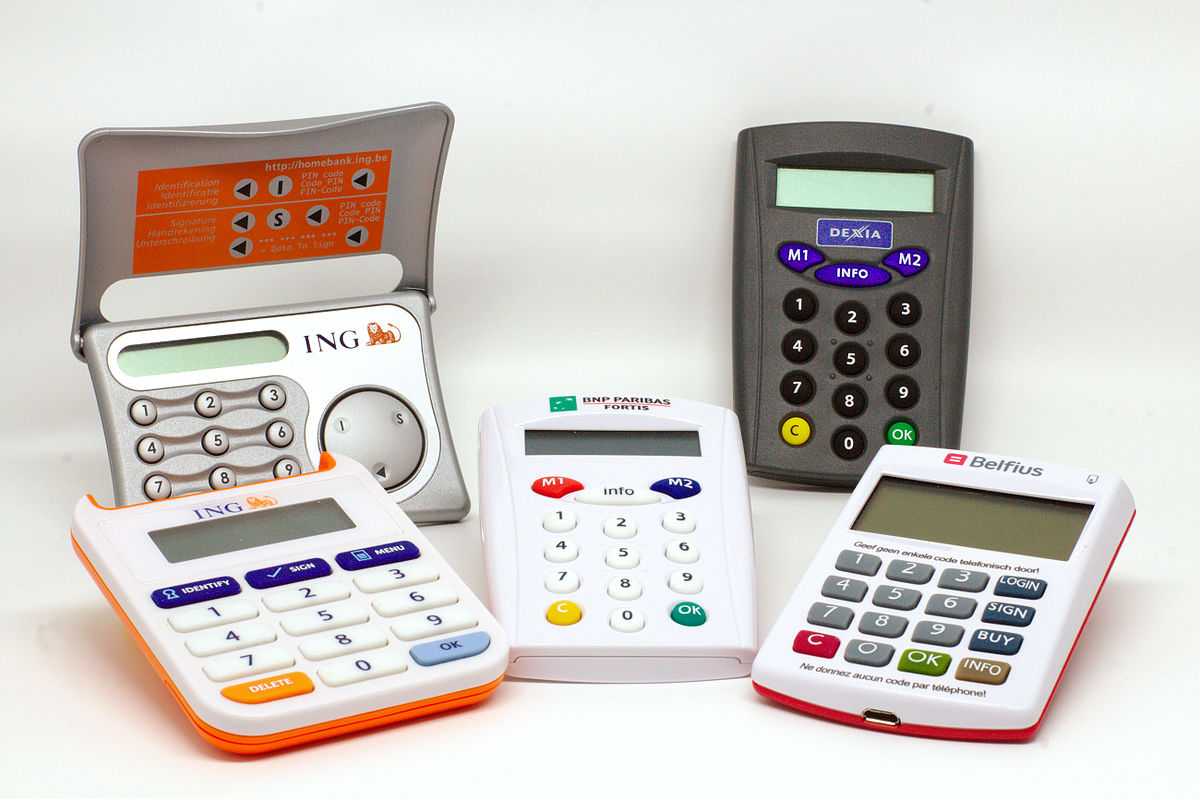 http://homebank.ing.be
Identification
Identificatie
Identifizierung
I
PIN code
Code PIN
PIN-Code
Signature
Handtekening
Unterschreibung
S
PIN code
Code PIN
PIN-Code
*** *** *** ***
= Data To Sign
ING
1 2 3
4 5 6
7 8 9
I S
DEXIA
M1 M2
INFO
1 2 3
4 5 6
7 8 9
C 0 OK
ING
IDENTIFY SIGN MENU
1 2 3
4 5 6
7 8 9
DELETE 0 OK
BNP PARIBAS
FORTIS
M1 info M2
1 2 3
4 5 6
7 8 9
C 0 OK
Belfius
Geef geen enkele code telefonisch door!
1 2 3 LOGIN
4 5 6 SIGN
7 8 9 BUY
C 0 OK INFO
Ne donnez aucun code par téléphone!